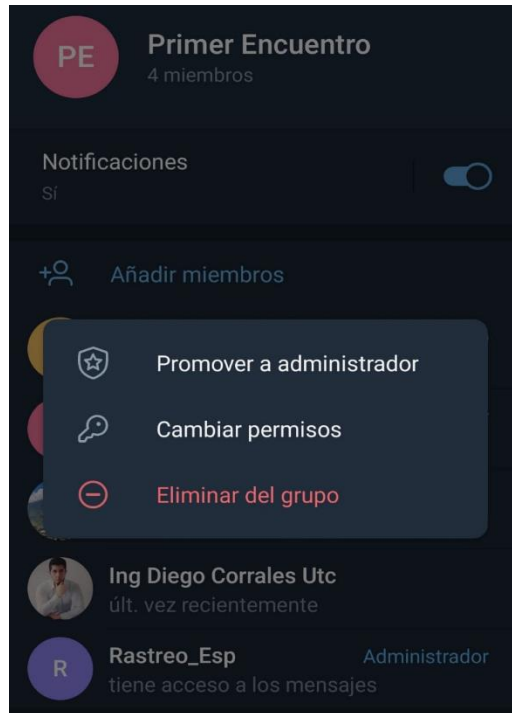 PE
Primer Encuentro
4 miembros
Notificaciones
Sí
Añadir miembros
Promover a administrador
Cambiar permisos
Eliminar del grupo
Ing Diego Corrales Utc
últ. vez recientemente
R
Rastreo_Esp
Administrador
tiene acceso a los mensajes